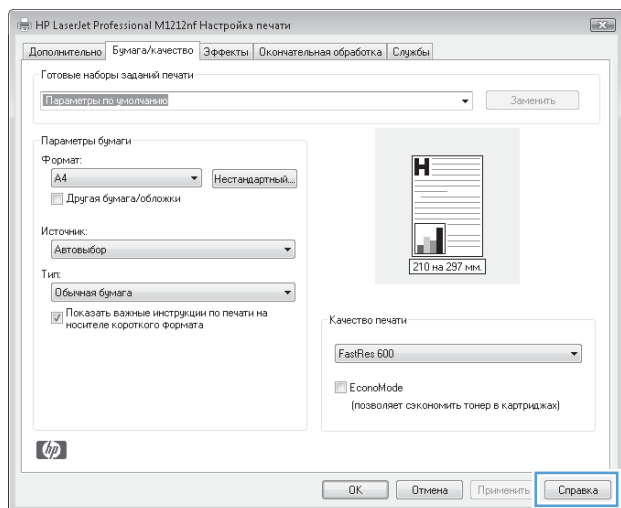 HP LaserJet Professional M1212nf Настройка печати
Дополнительно Бумага/качество Эффекты Окончательная обработка Службы
Готовые наборы заданий печати
Параметры по умолчанию Заменить
Параметры бумаги
Формат:
A4 Нестандартный...
Другая бумага/обложки
Источник:
Автовыбор
Тип:
Обычная бумага
Показать важные инструкции по печати на
носителе короткого формата
H
210 на 297 мм.
Качество печати
FastRes 600
EconoMode
(позволяет сэкономить тонер в картриджах)
hp
OK Отмена Применить Справка